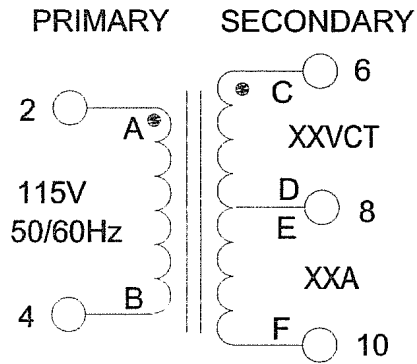 PRIMARY SECONDARY
6
C
2
A
XXVCT
115V
50/60Hz
D
8
E
XXA
B
4
F
10